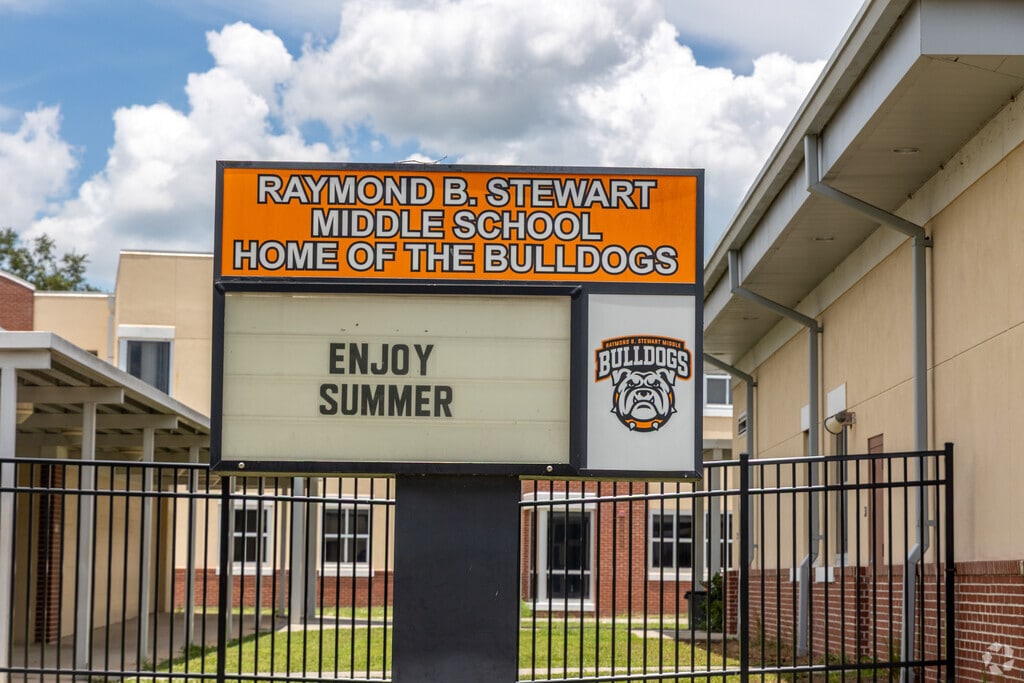 RAYMOND B. STEWART
MIDDLE SCHOOL
HOME OF THE BULLDOGS
ENJOY
SUMMER
RAYMOND B. STEWART MIDDLE
BULLDOGS